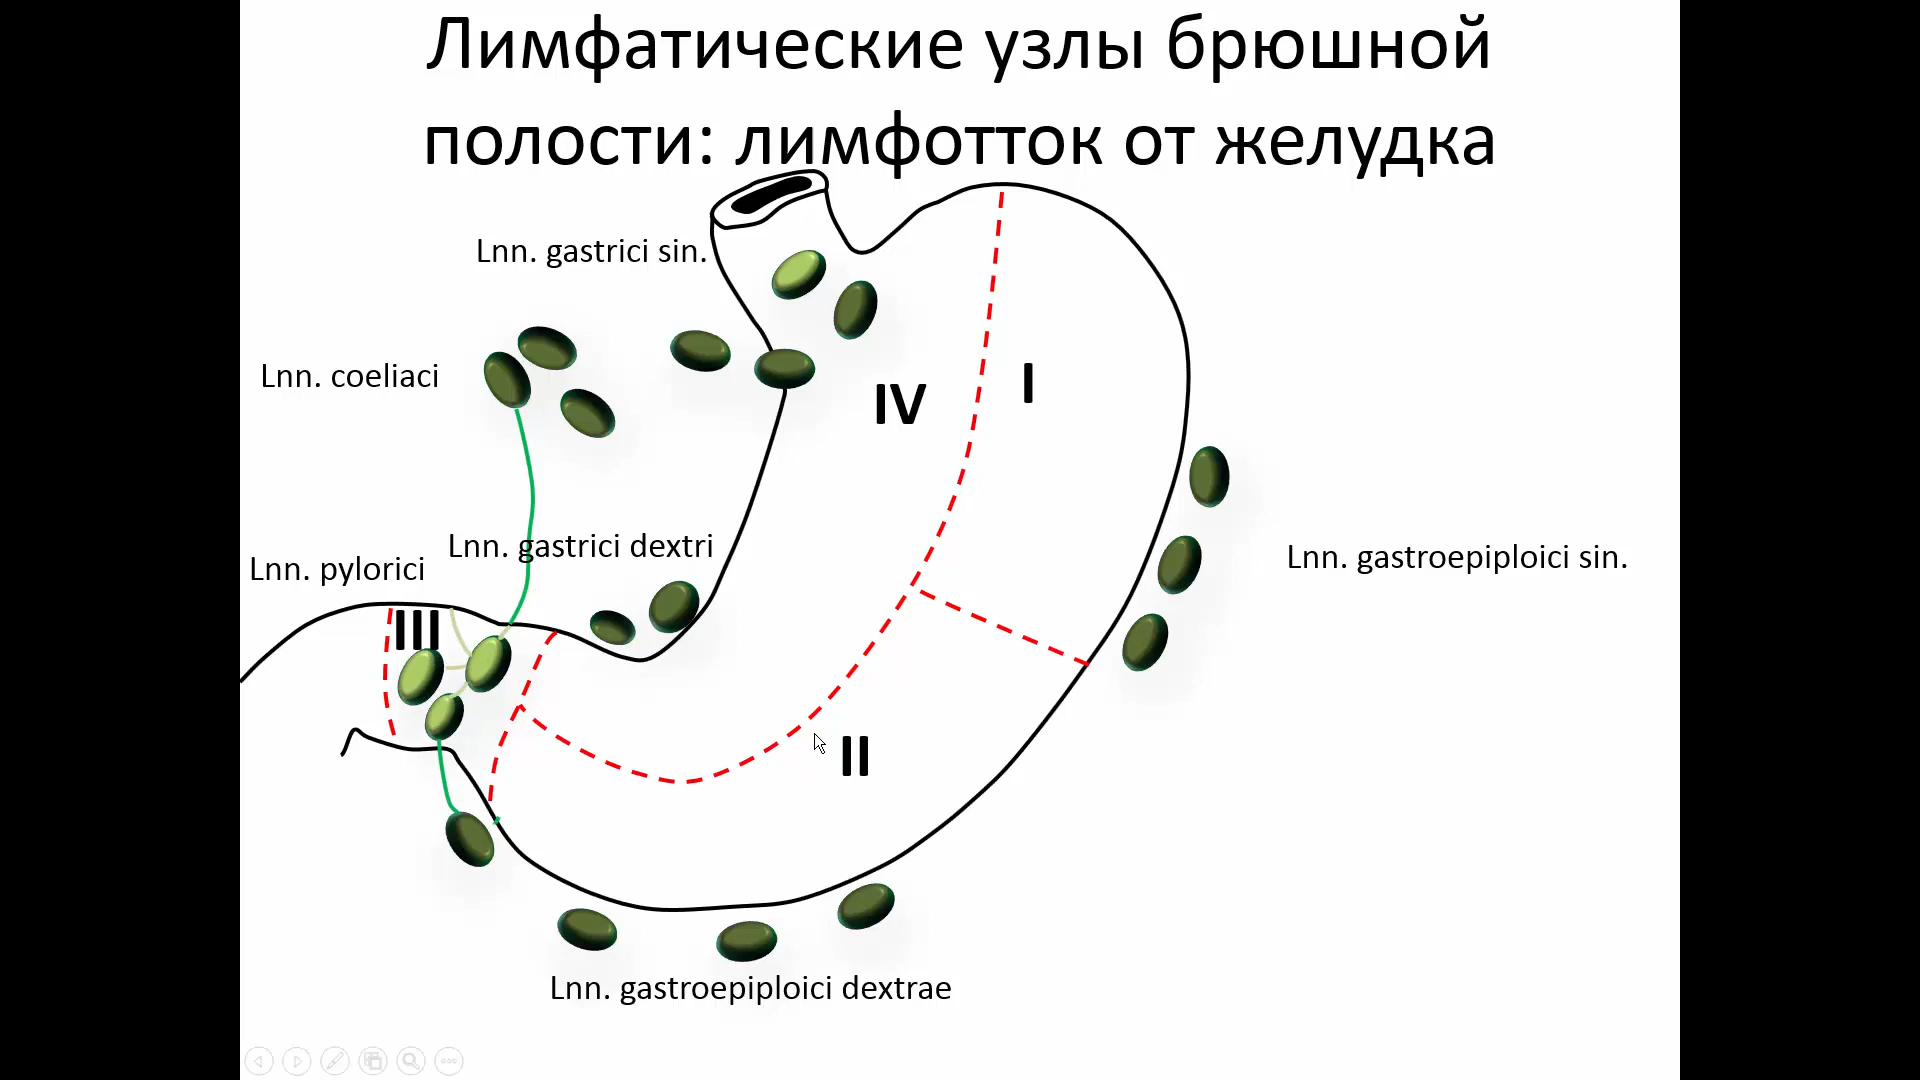 Лимфатические узлы брюшной
полости: лимфотток от желудка
Lnn. gastrici sin.
Lnn. coeliaci
IV
I
Lnn. gastrici dextri
Lnn. pylorici
Lnn. gastroepiploici sin.
III
II
Lnn. gastroepiploici dextrae